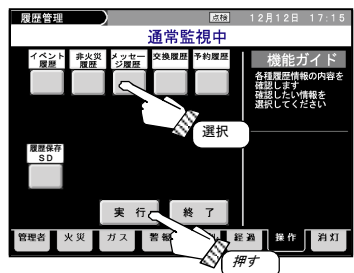 履歴管理
点検
12月12日 17:15
通常監視中
イベント
履歴
非火災
履歴
メッセー
ジ履歴
交換履歴
予約履歴
機能ガイド
各種履歴情報の内容を
確認します
確認したい情報を
選択してください
選択
履歴保存
SD
実 行
終 了
管理者
火 災
ガ ス
警 報
経 過
操 作
消 灯
押す